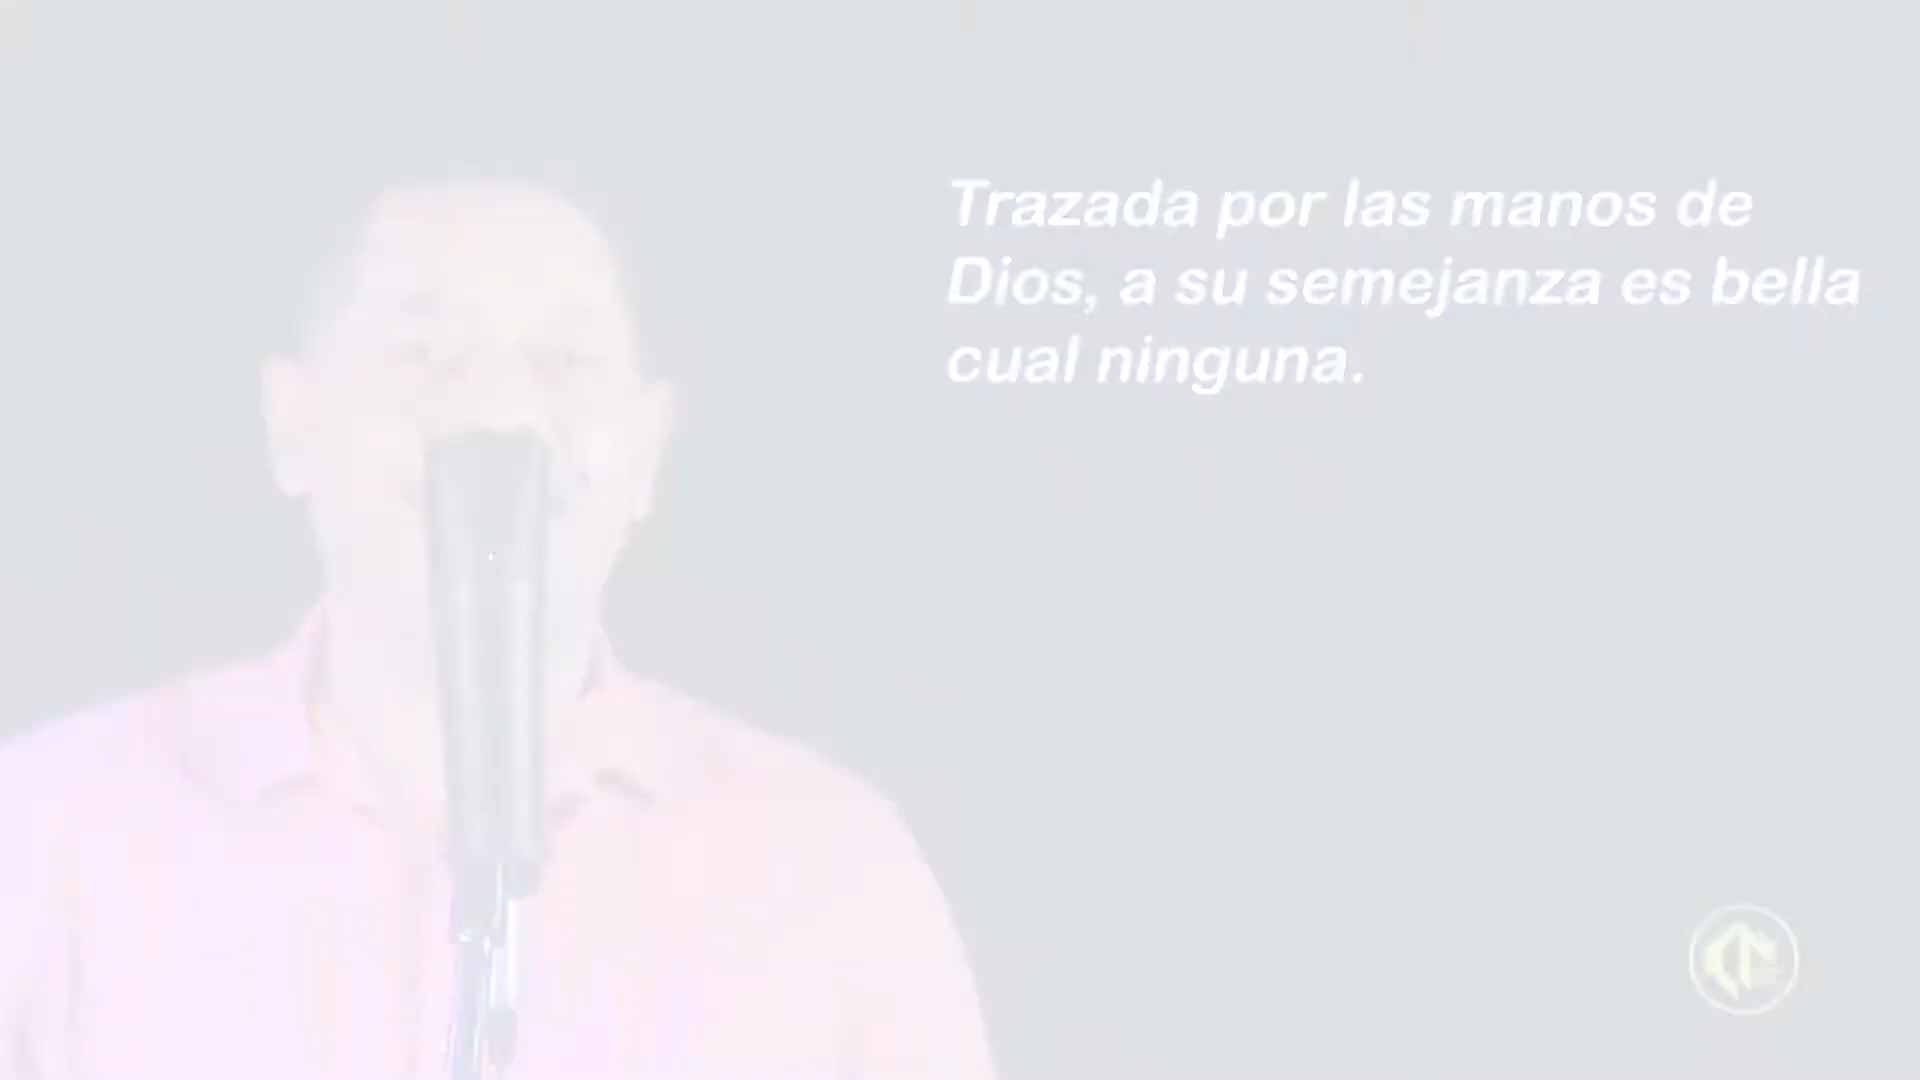 Trazada por las manos de
Dios, a su semejanza es bella
cual ninguna.